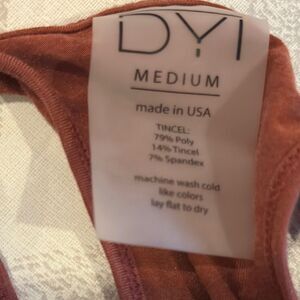 DYI
MEDIUM
made in USA
TINCEL:
79% Poly
14% Tincel
7% Spandex
machine wash cold
like colors
lay flat to dry